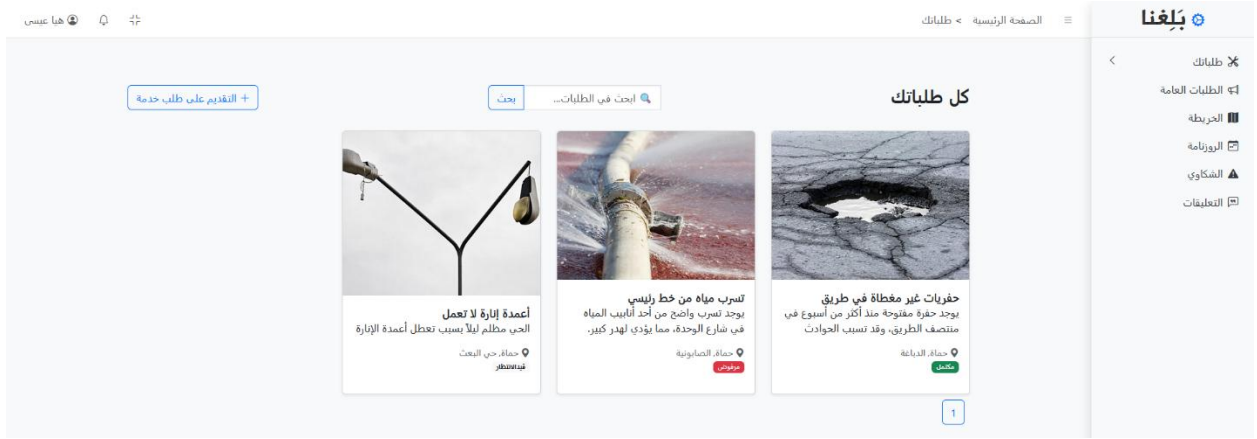 بَلِغنا
طلباتك
الطلبات العامة
الخريطة
الروزنامة
الشكاوي
التعليقات
الصفحة الرئيسية > طلباتك
هيا عيسى
كل طلباتك
ابحث في الطلبات...
بحث
+ التقديم على طلب خدمة
حفريات غير مغطاة في طريق
يوجد حفرة مفتوحة منذ أكثر من أسبوع في
منتصف الطريق، وقد تسبب الحوادث
حماة, الدباغة
مكتمل
تسرب مياه من خط رئيسي
يوجد تسرب واضح من أحد أنابيب المياه
في شارع الوحدة، مما يؤدي لهدر كبير.
حماة, الصابونية
مرفوض
أعمدة إنارة لا تعمل
الحي مظلم ليلاً بسبب تعطل أعمدة الإنارة
حماة, حي البعث
قيد الانتظار
1